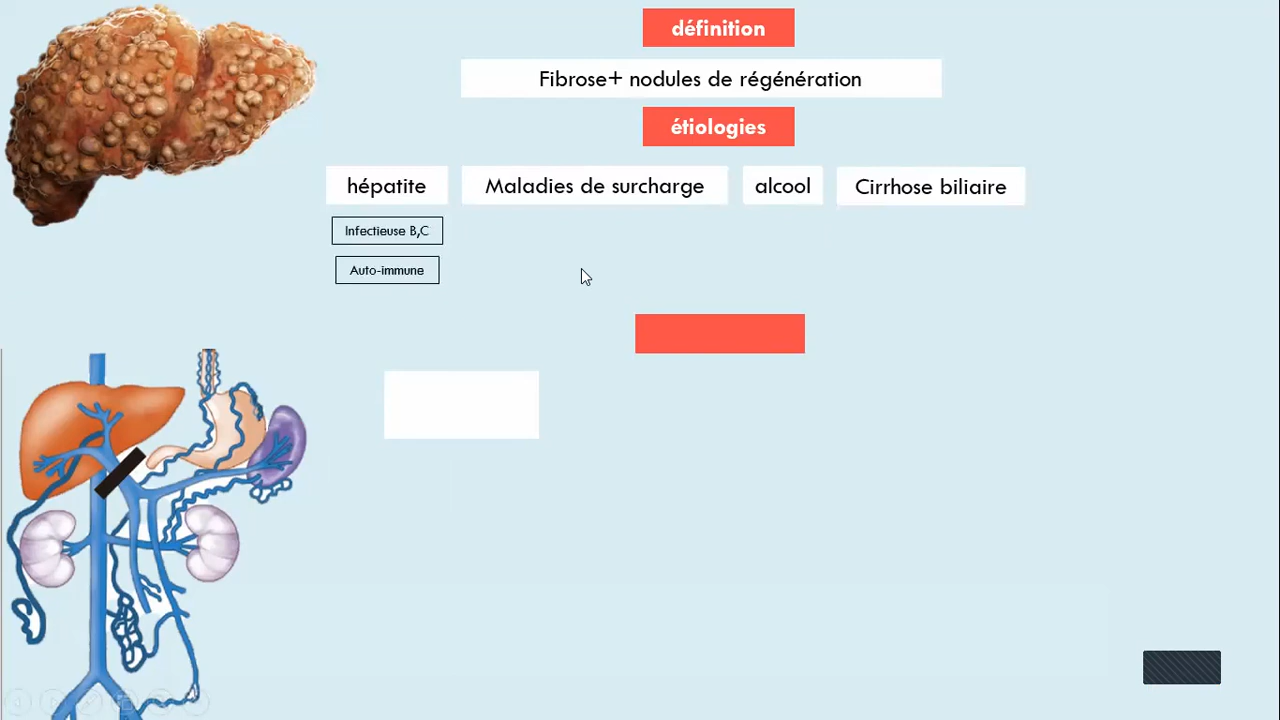 définition
Fibrose+ nodules de régénération
étiologies
hépatite
Maladies de surcharge
alcool
Cirrhose biliaire
Infectieuse B,C
Auto-immune